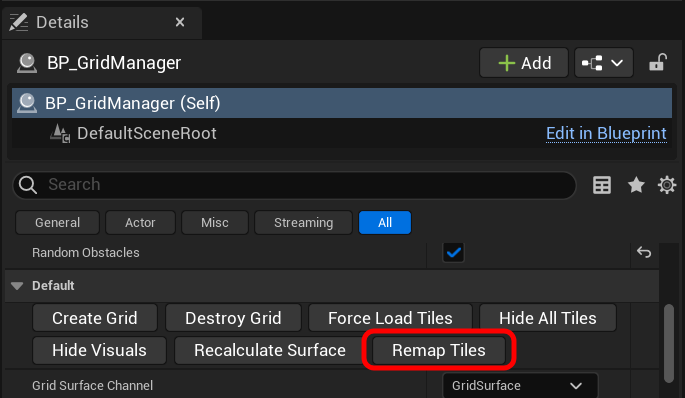 Details
BP_GridManager
Add
BP_GridManager (Self)
DefaultSceneRoot Edit in Blueprint
Search
General Actor Misc Streaming All
Random Obstacles
Default
Create Grid Destroy Grid Force Load Tiles Hide All Tiles
Hide Visuals Recalculate Surface Remap Tiles
Grid Surface Channel GridSurface